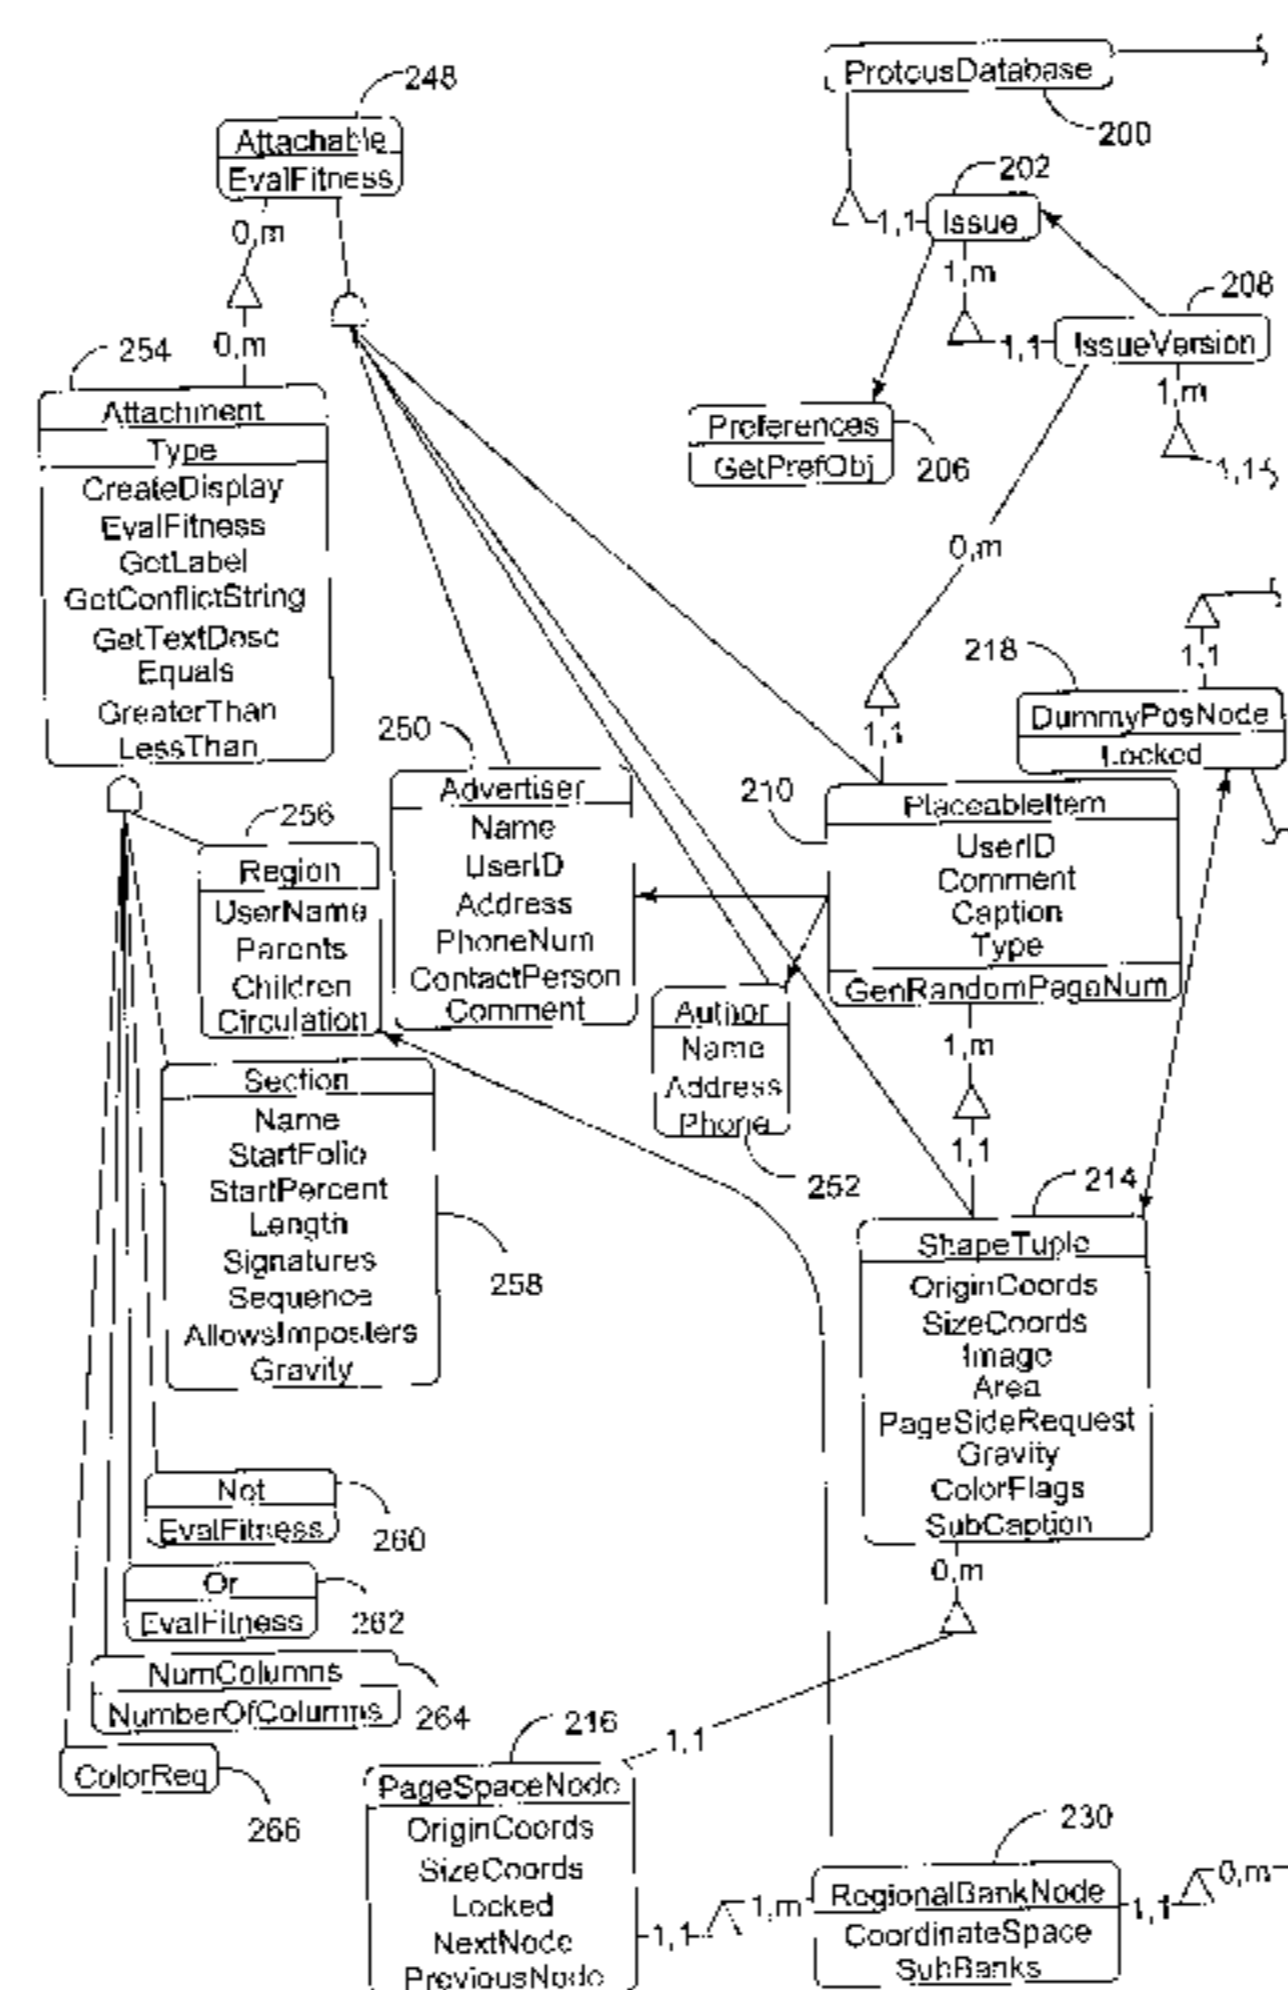 248
Attachable
EvalFitness
0,m
0,m
254
Attachment
Type
CreateDisplay
EvalFitness
GetLabel
GetConflictString
GetTextDesc
Equals
GreaterThan
LessThan
ProteusDatabase
200
202
1,1
Issue
1,m
208
1,1
IssueVersion
1,m
1,1
Preferences
GetPrefObj
206
0,m
1,1
218
1,1
DummyPosNode
Locked
250
Advertiser
Name
UserID
Address
PhoneNum
ContactPerson
Comment
210
PlaceableItem
UserID
Comment
Caption
Type
GenRandomPageNum
1,m
1,1
256
Region
UserName
Parents
Children
Circulation
Author
Name
Address
Phone
252
Section
Name
StartFolio
StartPercent
Length
Signatures
Sequence
AllowsImposters
Gravity
258
214
ShapeTuple
OriginCoords
SizeCoords
Image
Area
PageSideRequest
Gravity
ColorFlags
SubCaption
0,m
1,1
Not
EvalFitness
260
Or
EvalFitness
262
NumColumns
NumberOfColumns
264
ColorReq
266
216
PageSpaceNode
OriginCoords
SizeCoords
Locked
NextNode
PreviousNode
1,1
1,m
230
RegionalBankNode
CoordinateSpace
SubBanks
1,1
0,m